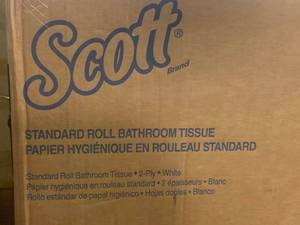 Scott®
Brand
STANDARD ROLL BATHROOM TISSUE
PAPIER HYGIÉNIQUE EN ROULEAU STANDARD
Standard Roll Bathroom Tissue • 2-Ply • White
Papier hygiénique en rouleau standard • 2 épaisseurs • Blanc
Rollo estándar de papel higiénico • Hojas dobles • Blanco